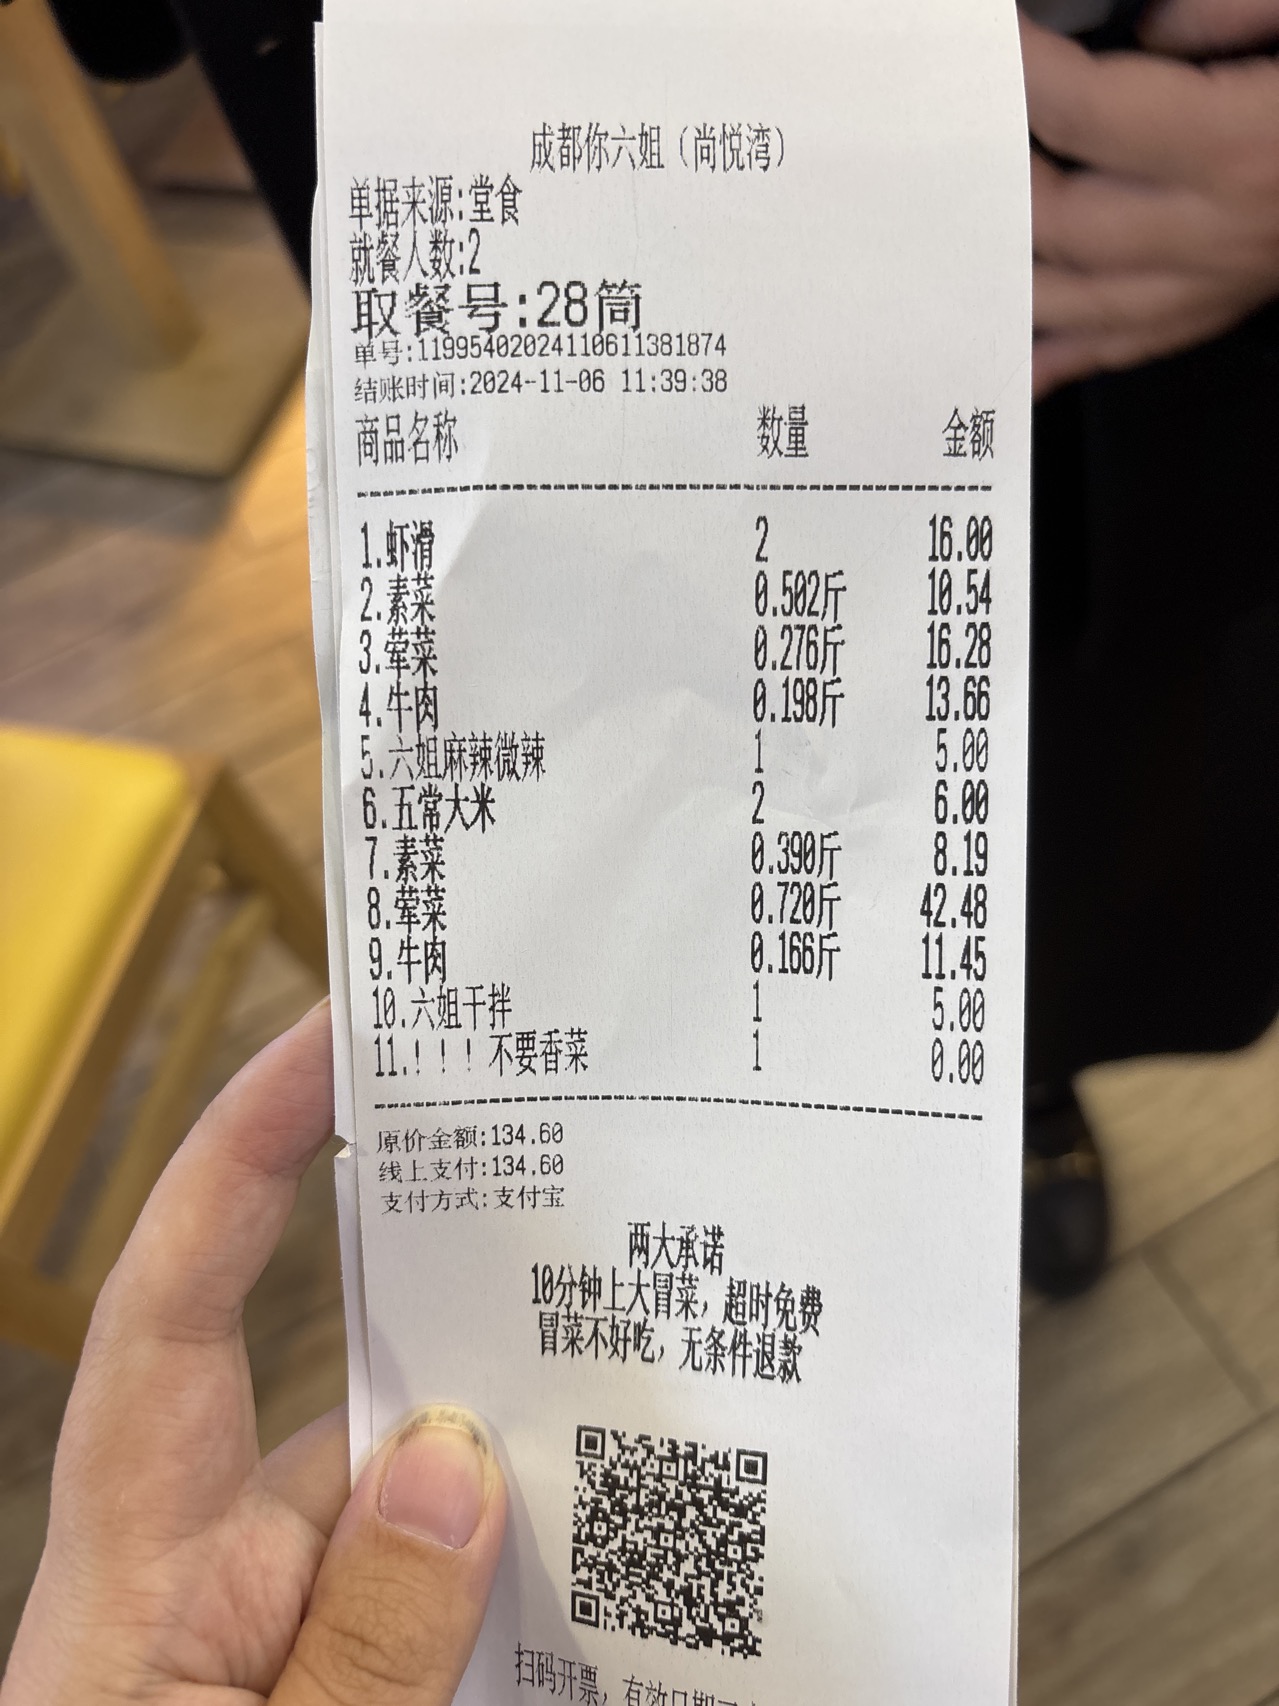 成都你六姐（尚悦湾）
单据来源:堂食
就餐人数:2
取餐号:28筒
单号:11995402024110611381874
结账时间:2024-11-06 11:39:38
商品名称 数量 金额
1.虾滑 2 16.00
2.素菜 0.502斤 10.54
3.荤菜 0.276斤 16.28
4.牛肉 0.198斤 13.66
5.六姐麻辣微辣 1 5.00
6.五常大米 2 6.00
7.素菜 0.390斤 8.19
8.荤菜 0.720斤 42.48
9.牛肉 0.166斤 11.45
10.六姐干拌 1 5.00
11.！！！不要香菜 1 0.00
原价金额:134.60
线上支付:134.60
支付方式:支付宝
两大承诺
10分钟上大冒菜，超时免费
冒菜不好吃，无条件退款
扫码开票，有效日期